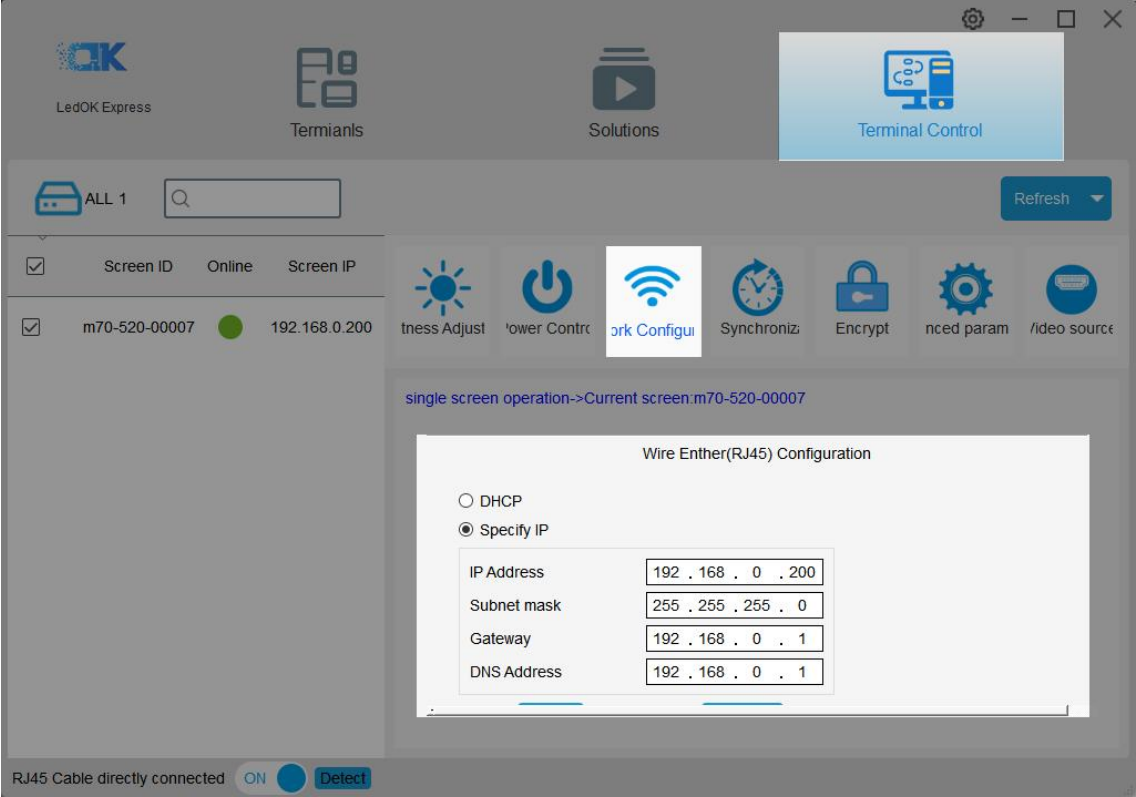 LedOK Express
Termianls
Solutions
Terminal Control
ALL 1
Refresh
Screen ID Online Screen IP
m70-520-00007 192.168.0.200
tness Adjust
ower Contro
ork Configur
Synchroniza
Encrypt
nced param
Video source
single screen operation->Current screen:m70-520-00007
Wire Enther(RJ45) Configuration
DHCP
Specify IP
IP Address 192 . 168 . 0 . 200
Subnet mask 255 . 255 . 255 . 0
Gateway 192 . 168 . 0 . 1
DNS Address 192 . 168 . 0 . 1
RJ45 Cable directly connected ON Detect